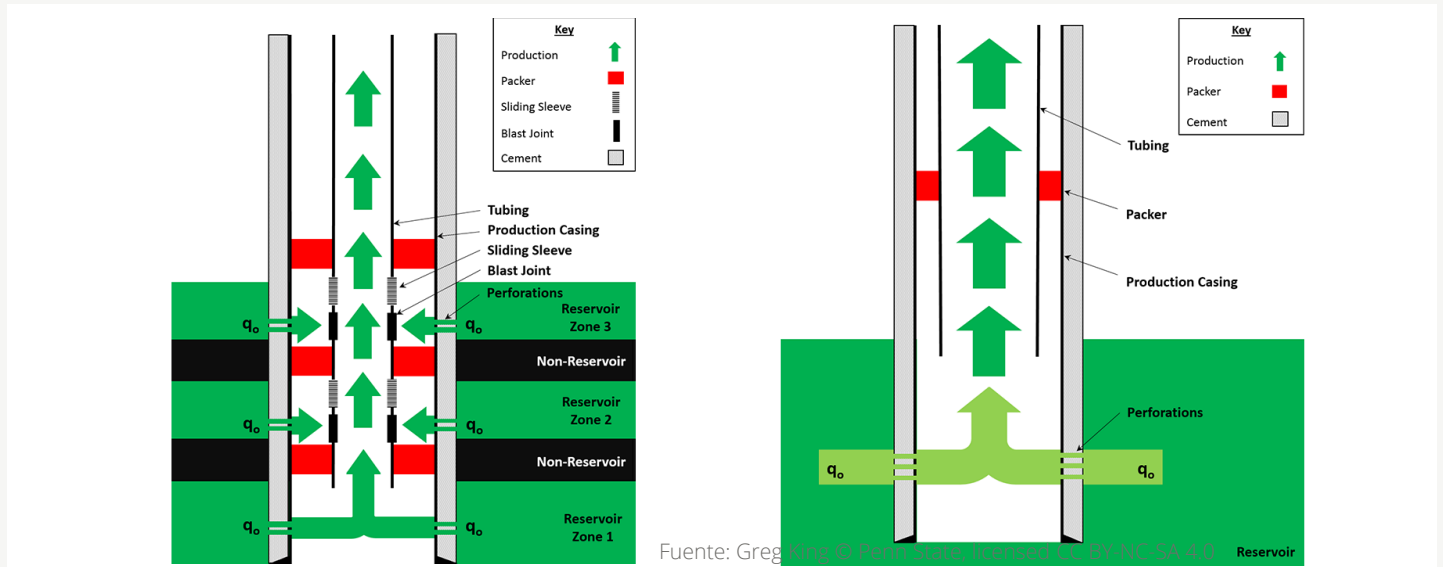 Key
Production
Packer
Sliding Sleeve
Blast Joint
Cement
Tubing
Production Casing
Sliding Sleeve
Blast Joint
Perforations
Reservoir
Zone 3
qo
qo
Non-Reservoir
Reservoir
Zone 2
qo
qo
Non-Reservoir
Reservoir
Zone 1
qo
qo
Key
Production
Packer
Cement
Tubing
Packer
Production Casing
Perforations
qo
qo
Reservoir
Fuente: Greg King © Penn State, licensed CC BY-NC-SA 4.0